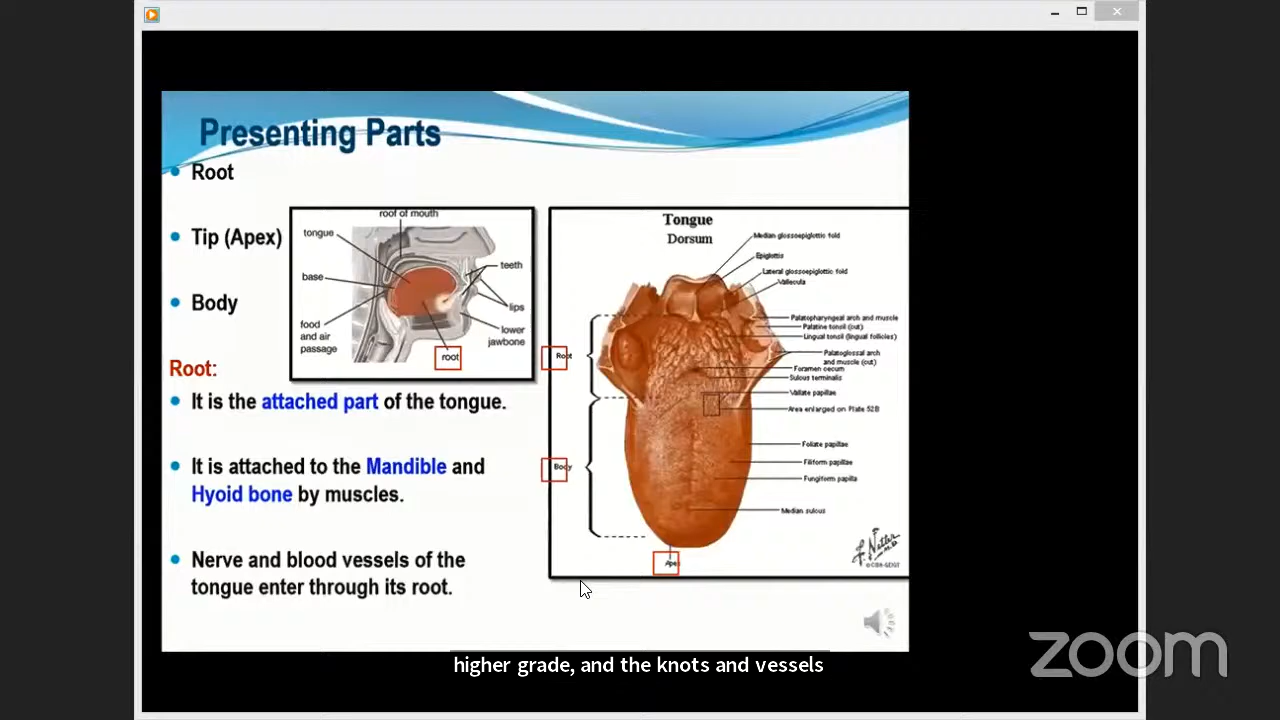 Presenting Parts
Root
Tip (Apex)
Body
roof of mouth
tongue
base
food
and air
passage
teeth
lips
lower
jawbone
root
Tongue
Dorsum
Median glossoepiglottic fold
Epiglottis
Lateral glossoepiglottic fold
Vallecula
Palatopharyngeal arch and muscle
Palatine tonsil (cut)
Lingual tonsil (lingual follicles)
Palatoglossal arch
and muscle (cut)
Foramen cecum
Sulcus terminalis
Vallate papillae
Area enlarged on Plate 52B
Foliate papillae
Filiform papillae
Fungiform papilla
Median sulcus
Root
Body
Apex
F. Netter
M.D.
© CIBA-GEIGY
Root:
It is the attached part of the tongue.
It is attached to the Mandible and
Hyoid bone by muscles.
Nerve and blood vessels of the
tongue enter through its root.
higher grade, and the knots and vessels
zoom